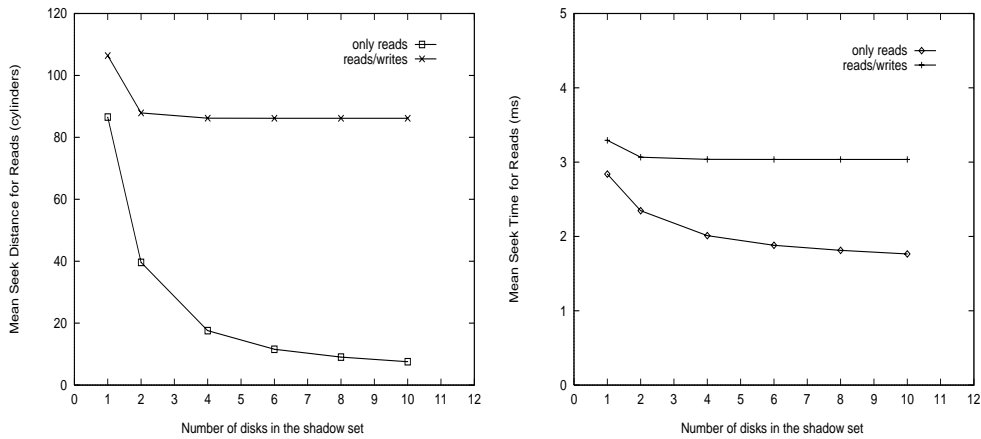 120
100
80
60
40
20
0
Mean Seek Distance for Reads (cylinders)
only reads
reads/writes
0 1 2 3 4 5 6 7 8 9 10 11 12
Number of disks in the shadow set
5
4
3
2
1
0
Mean Seek Time for Reads (ms)
only reads
reads/writes
0 1 2 3 4 5 6 7 8 9 10 11 12
Number of disks in the shadow set